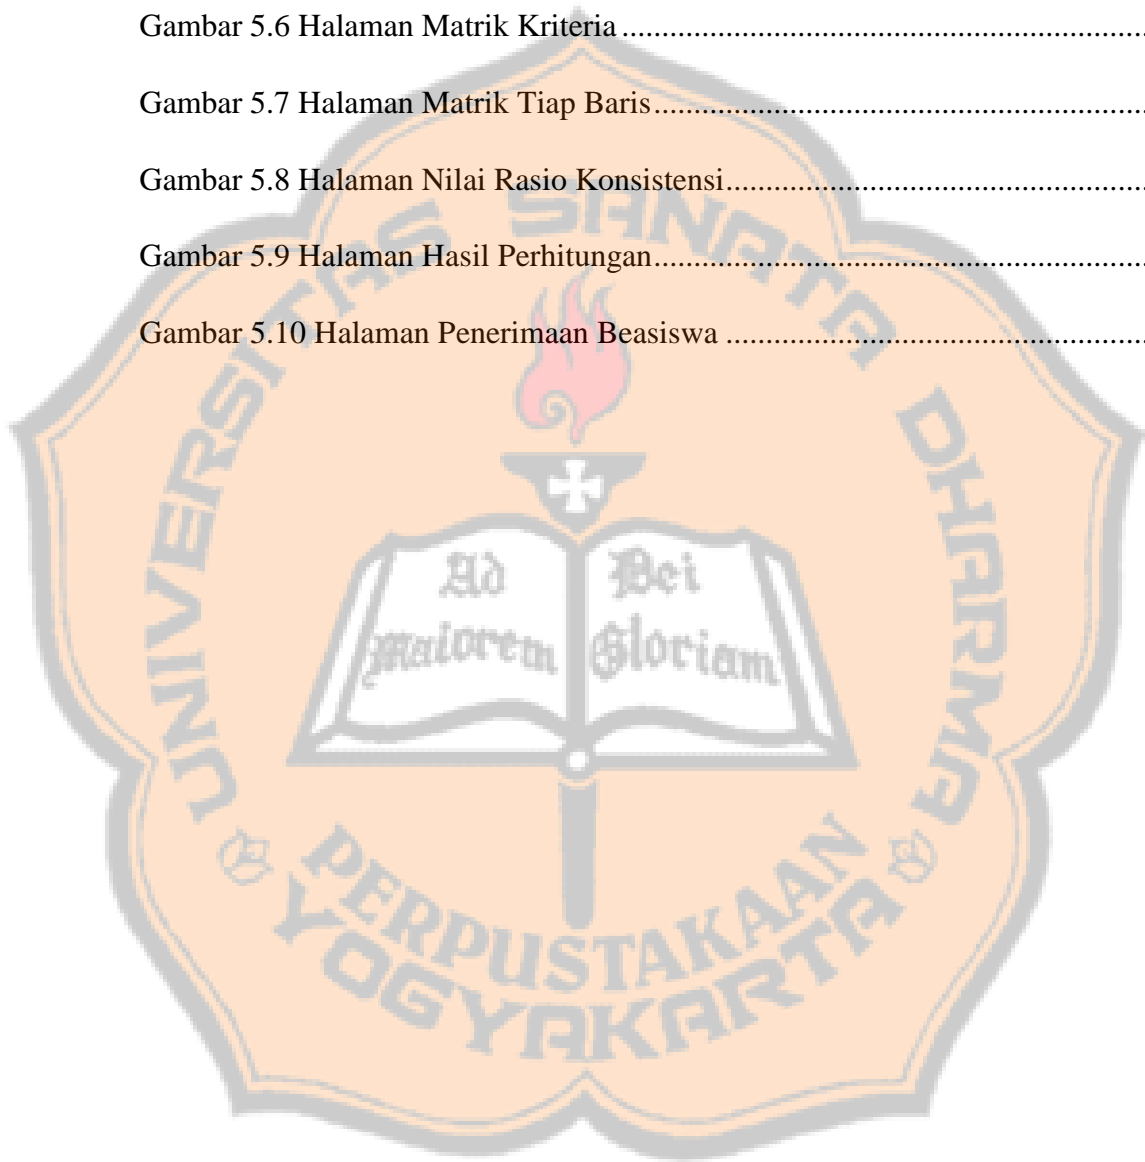 Gambar 5.6 Halaman Matrik Kriteria ..................................................................
Gambar 5.7 Halaman Matrik Tiap Baris..............................................................
Gambar 5.8 Halaman Nilai Rasio Konsistensi.....................................................
Gambar 5.9 Halaman Hasil Perhitungan..............................................................
Gambar 5.10 Halaman Penerimaan Beasiswa .....................................................
UNIVERSITAS SANATA DHARMA
Ad
maiorem
Dei
Gloriam
PERPUSTAKAAN
YOGYAKARTA